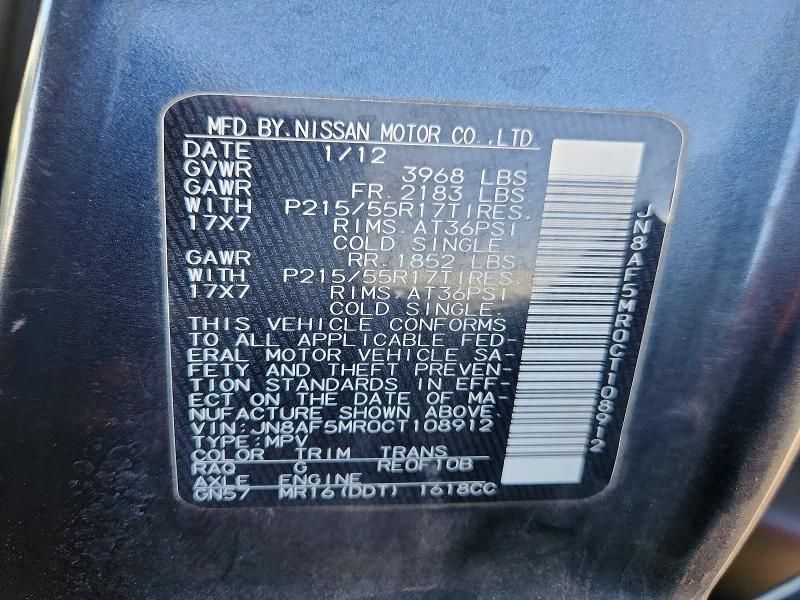 MFD BY.NISSAN MOTOR CO.,LTD.
DATE 1/12
GVWR 3968 LBS.
GAWR FR. 2183 LBS
WITH P215/55R17TIRES.
17X7 RIMS. AT36PSI
COLD SINGLE
GAWR RR. 1852 LBS
WITH P215/55R17TIRES.
17X7 RIMS. AT36PSI
COLD SINGLE
THIS VEHICLE CONFORMS
TO ALL APPLICABLE FED-
ERAL MOTOR VEHICLE SA-
FETY AND THEFT PREVEN-
TION STANDARDS IN EFF-
ECT ON THE DATE OF MA-
NUFACTURE SHOWN ABOVE.
VIN:JN8AF5MR0CT108912
TYPE:MPV
COLOR TRIM TRANS
RAQ G RE0F10B
AXLE ENGINE
GN57 MR16(DDT) 1618CC
JN8AF5MR0CT108912